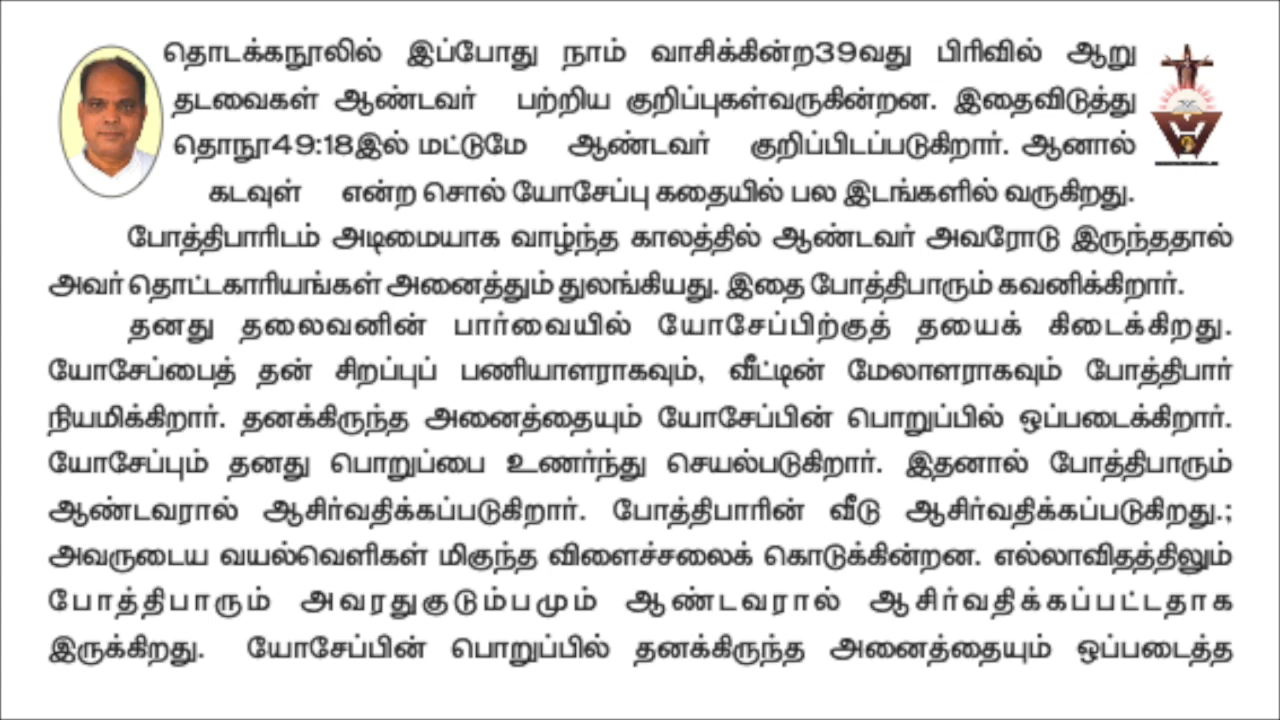 தொடக்கநூலில் இப்போது நாம் வாசிக்கின்ற39வது பிரிவில் ஆறு
தடவைகள் ஆண்டவர் பற்றிய குறிப்புகள்வருகின்றன. இதைவிடுத்து
தொநூ49:18இல் மட்டுமே ஆண்டவர் குறிப்பிடப்படுகிறார். ஆனால்
கடவுள் என்ற சொல் யோசேப்பு கதையில் பல இடங்களில் வருகிறது.
போத்திபாரிடம் அடிமையாக வாழ்ந்த காலத்தில் ஆண்டவர் அவரோடு இருந்ததால்
அவர் தொட்டகாரியங்கள் அனைத்தும் துலங்கியது. இதை போத்திபாரும் கவனிக்கிறார்.
தனது தலைவனின் பார்வையில் யோசேப்பிற்குத் தயைக் கிடைக்கிறது.
யோசேப்பைத் தன் சிறப்புப் பணியாளராகவும், வீட்டின் மேலாளராகவும் போத்திபார்
நியமிக்கிறார். தனக்கிருந்த அனைத்தையும் யோசேப்பின் பொறுப்பில் ஒப்படைக்கிறார்.
யோசேப்பும் தனது பொறுப்பை உணர்ந்து செயல்படுகிறார். இதனால் போத்திபாரும்
ஆண்டவரால் ஆசிர்வதிக்கப்படுகிறார். போத்திபாரின் வீடு ஆசிர்வதிக்கப்படுகிறது.;
அவருடைய வயல்வெளிகள் மிகுந்த விளைச்சலைக் கொடுக்கின்றன. எல்லாவிதத்திலும்
போத்திபாரும் அவரதுகுடும்பமும் ஆண்டவரால் ஆசிர்வதிக்கப்பட்டதாக
இருக்கிறது. யோசேப்பின் பொறுப்பில் தனக்கிருந்த அனைத்தையும் ஒப்படைத்த